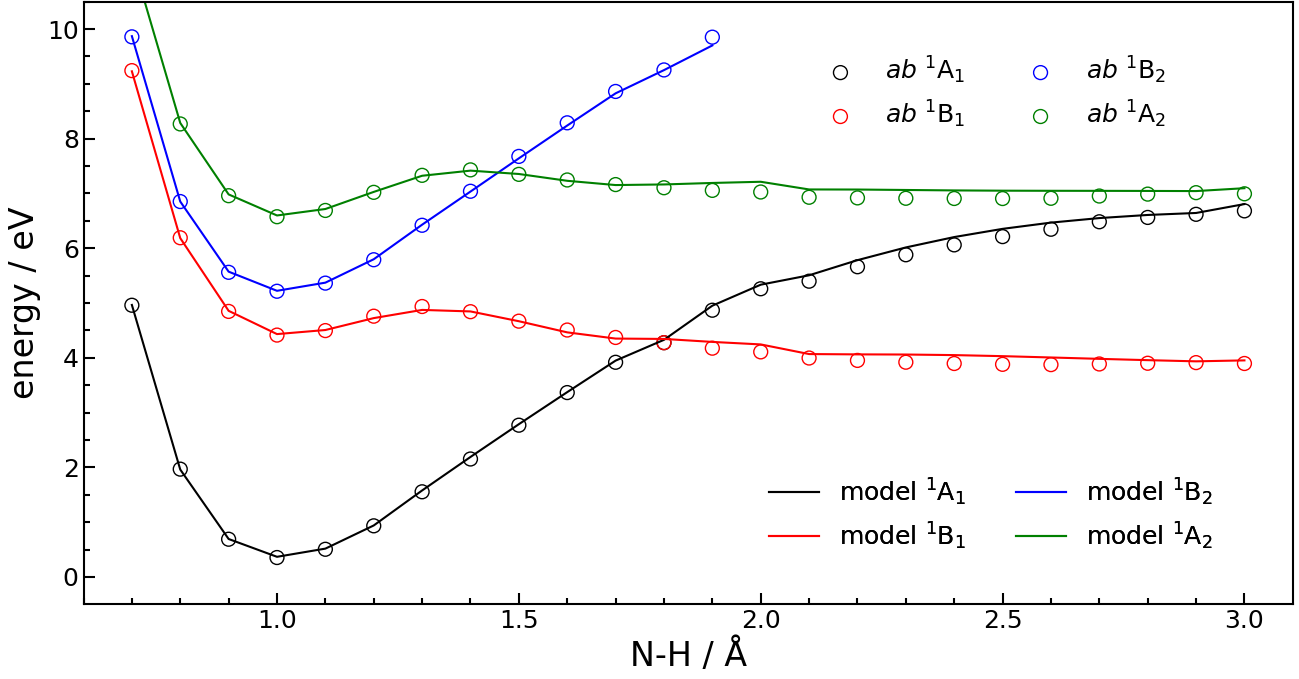 10
8
6
4
2
0
energy / eV
ab ¹A₁ ab ¹B₂
ab ¹B₁ ab ¹A₂
model ¹A₁ model ¹B₂
model ¹B₁ model ¹A₂
1.0 1.5 2.0 2.5 3.0
N-H / Å